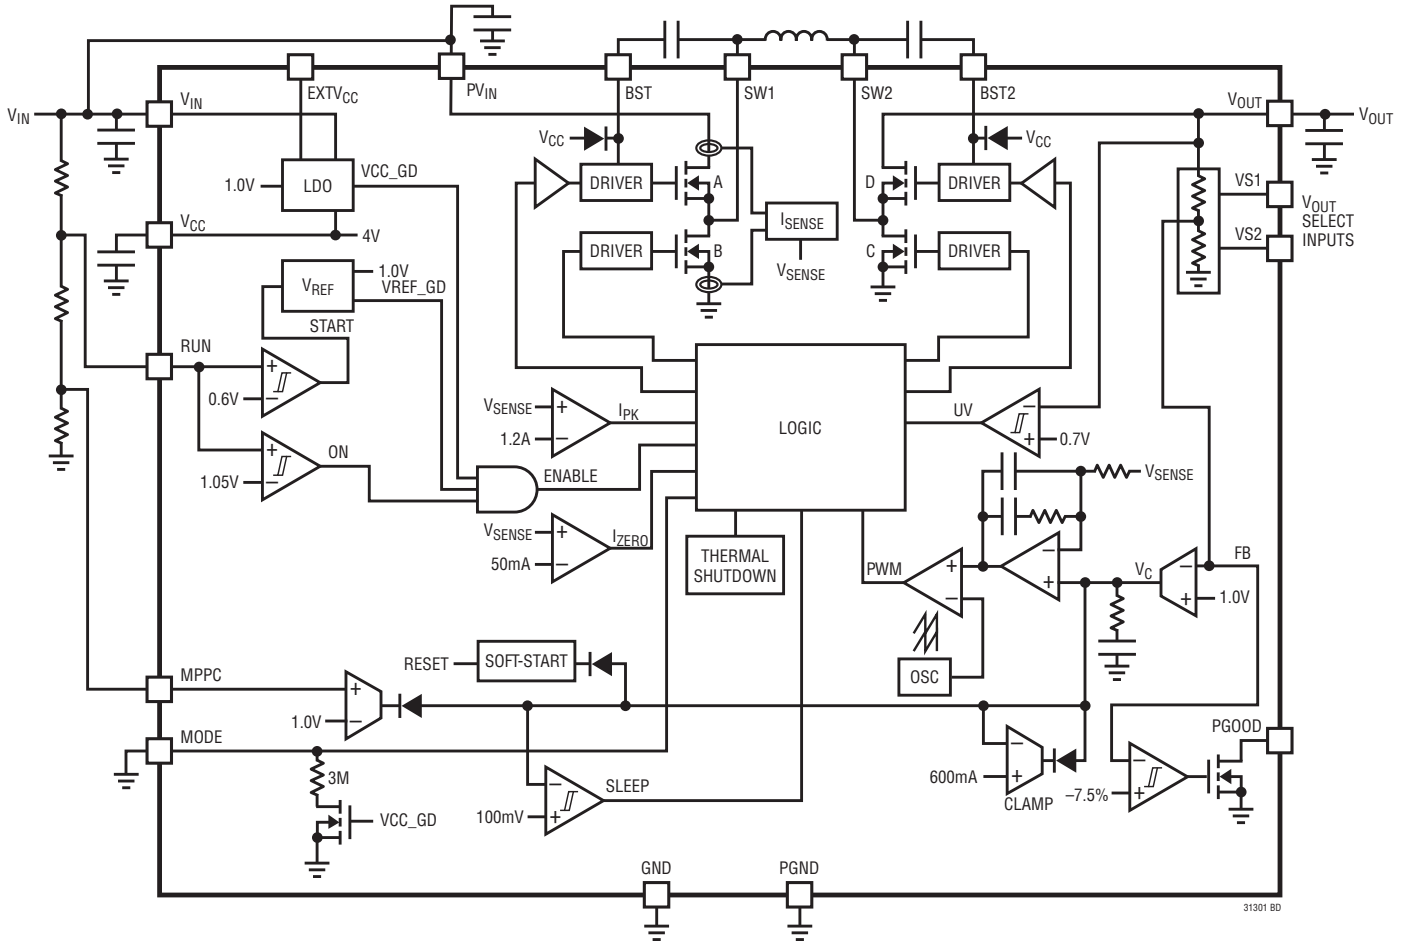 EXTVCC
PVIN
BST
SW1
SW2
BST2
VIN
VIN
VOUT
VOUT
VCC
VCC
1.0V
LDO
VCC_GD
DRIVER
A
D
DRIVER
ISENSE
VS1
VOUT
SELECT
INPUTS
VS2
VCC
4V
DRIVER
B
C
DRIVER
VSENSE
VREF
1.0V
VREF_GD
START
RUN
+
0.6V
–
VSENSE
+
IPK
1.2A
–
LOGIC
UV
–
+
0.7V
ON
+
1.05V
–
ENABLE
VSENSE
VSENSE
+
IZERO
50mA
–
THERMAL
SHUTDOWN
PWM
+
–
–
+
VC
–
+
FB
1.0V
OSC
RESET
SOFT-START
MPPC
+
1.0V
–
MODE
3M
VCC_GD
–
100mV
+
SLEEP
–
600mA
+
CLAMP
PGOOD
–
–7.5%
+
GND
PGND
31301 BD